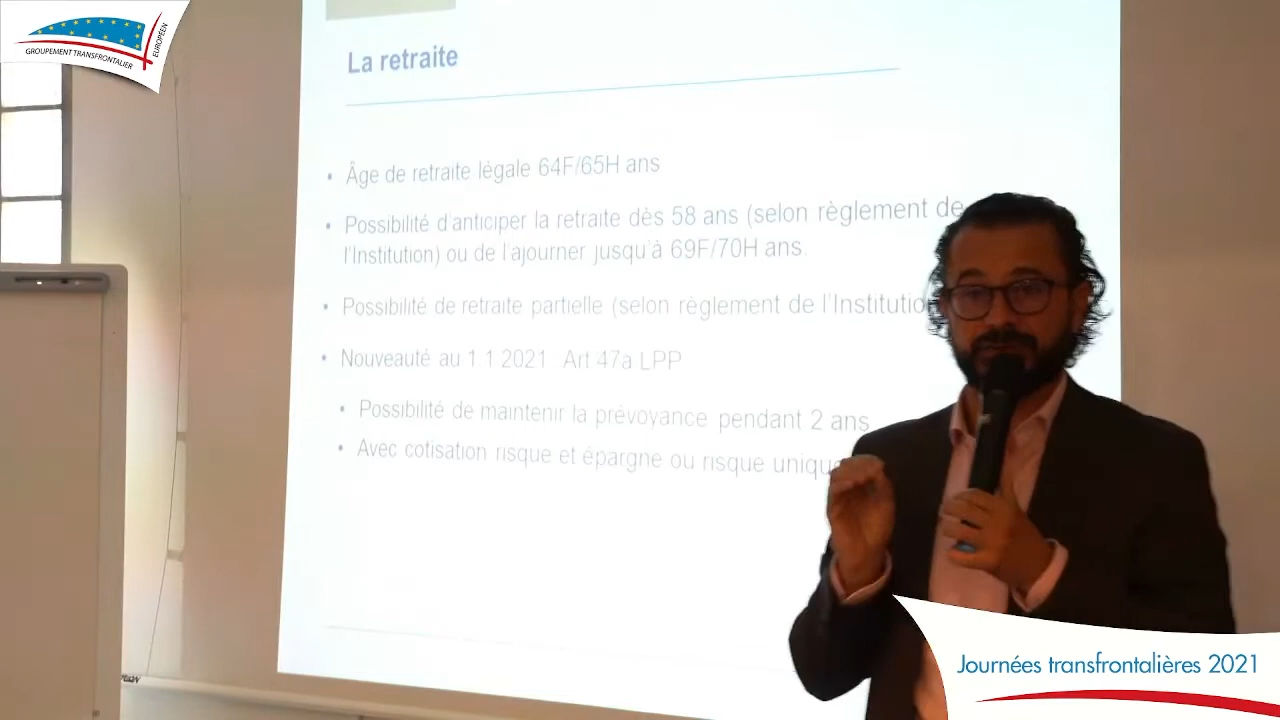 GROUPEMENT TRANSFRONTALIER
EUROPÉEN
La retraite
• Âge de retraite légale 64F/65H ans
• Possibilité d'anticiper la retraite dès 58 ans (selon règlement de
l'Institution) ou de l'ajourner jusqu'à 69F/70H ans.
• Possibilité de retraite partielle (selon règlement de l'Institution
• Nouveauté au 1 1 2021 Art 47a LPP
• Possibilité de maintenir la prévoyance pendant 2 ans
• Avec cotisation risque et épargne ou risque unique
Journées transfrontalières 2021